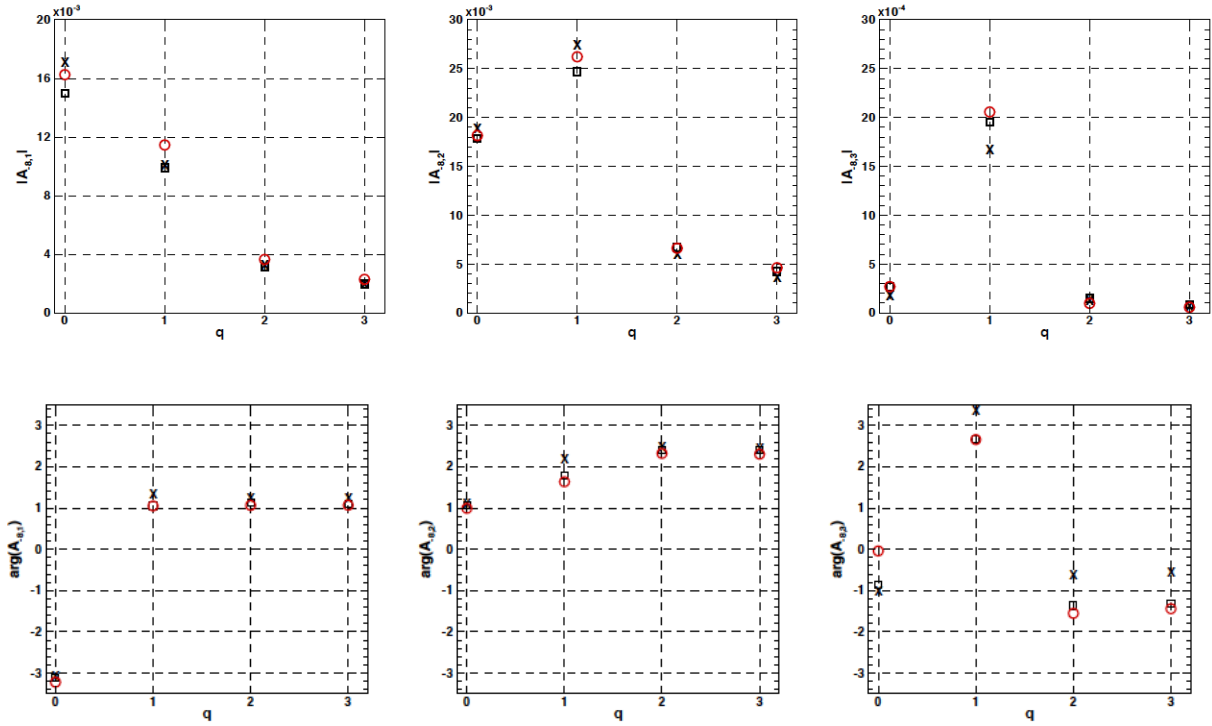 x10⁻³ x10⁻³ x10⁻⁴
20 30 30
16 25 25
12 20 20
8 15 15
4 10 10
0 5 5
0 0
|A-8,1| |A-8,2| |A-8,3|
0 1 2 3 0 1 2 3 0 1 2 3
q q q
3 3 3
2 2 2
1 1 1
0 0 0
-1 -1 -1
-2 -2 -2
-3 -3 -3
arg(A-8,1) arg(A-8,2) arg(A-8,3)
0 1 2 3 0 1 2 3 0 1 2 3
q q q